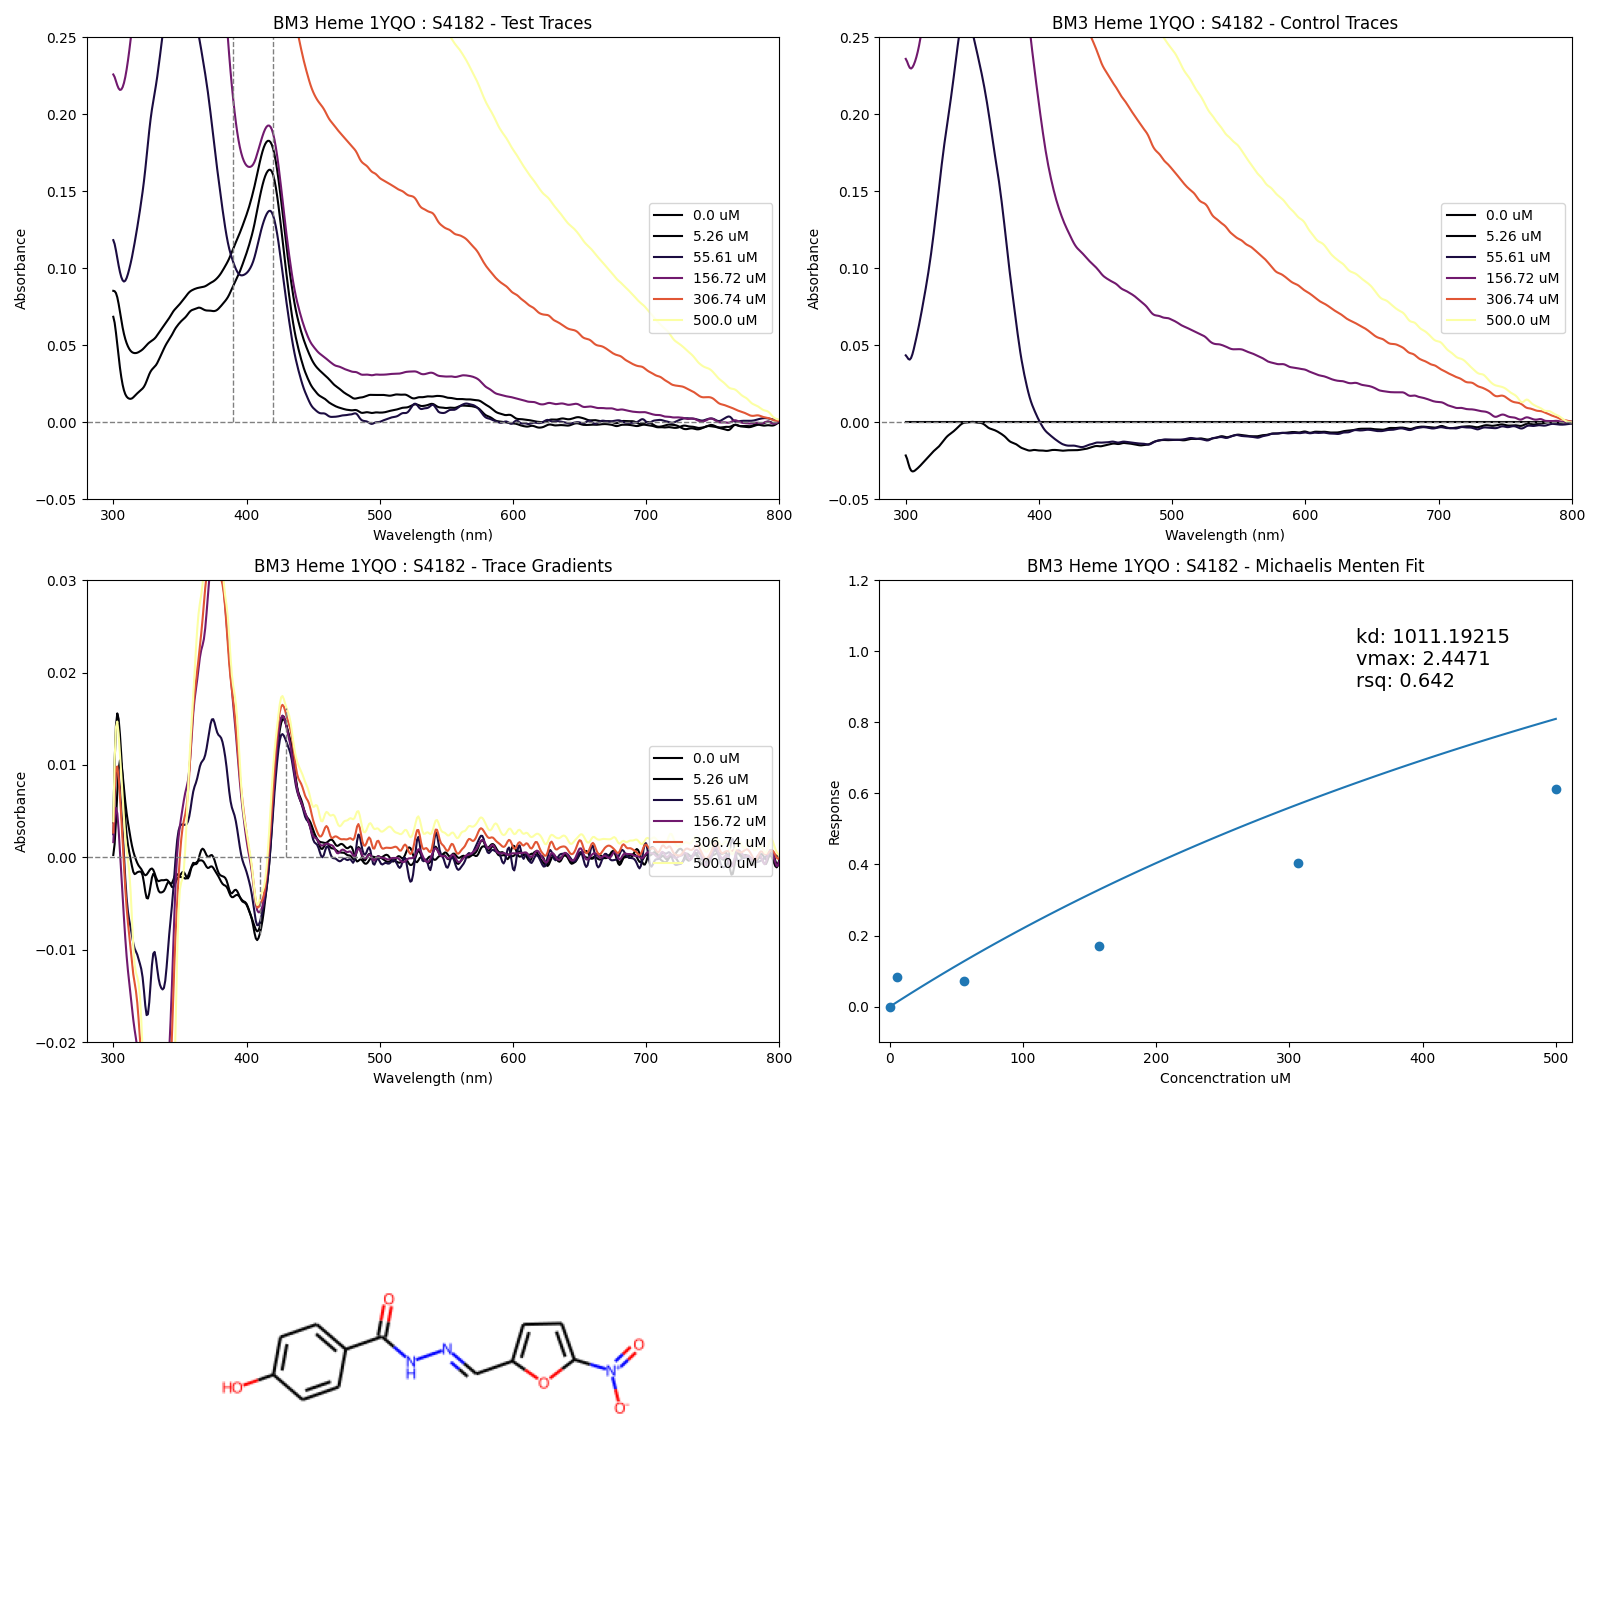 BM3 Heme 1YQO : S4182 - Test Traces
0.25
0.20
0.15
0.10
0.05
0.00
−0.05
Absorbance
300
400
500
600
700
800
Wavelength (nm)
0.0 uM
5.26 uM
55.61 uM
156.72 uM
306.74 uM
500.0 uM
BM3 Heme 1YQO : S4182 - Control Traces
0.25
0.20
0.15
0.10
0.05
0.00
−0.05
Absorbance
300
400
500
600
700
800
Wavelength (nm)
0.0 uM
5.26 uM
55.61 uM
156.72 uM
306.74 uM
500.0 uM
BM3 Heme 1YQO : S4182 - Trace Gradients
0.03
0.02
0.01
0.00
−0.01
−0.02
Absorbance
300
400
500
600
700
800
Wavelength (nm)
0.0 uM
5.26 uM
55.61 uM
156.72 uM
306.74 uM
500.0 uM
BM3 Heme 1YQO : S4182 - Michaelis Menten Fit
1.2
1.0
0.8
0.6
0.4
0.2
0.0
Response
0
100
200
300
400
500
Concenctration uM
kd: 1011.19215
vmax: 2.4471
rsq: 0.642
O
HO
N
H
N
O
N+
O
O-